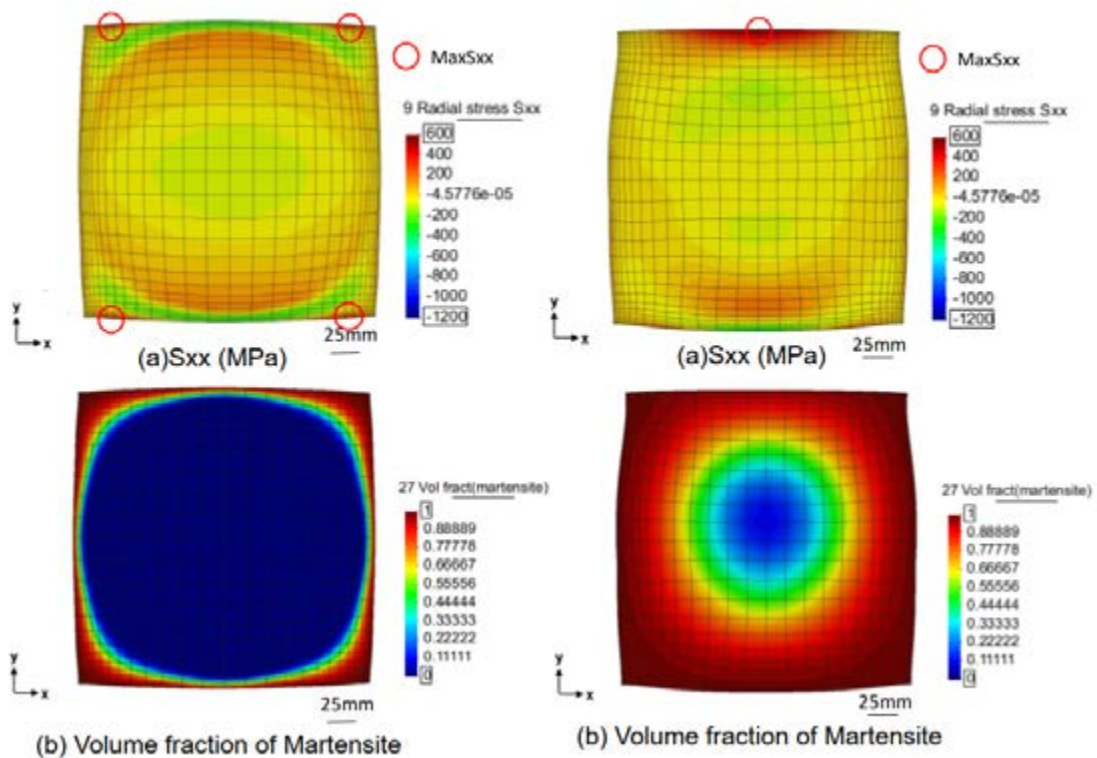 MaxSxx
9 Radial stress Sxx
600
400
200
-4.5776e-05
-200
-400
-600
-800
-1000
-1200
y
x
25mm
(a)Sxx (MPa)
MaxSxx
9 Radial stress Sxx
600
400
200
-4.5776e-05
-200
-400
-600
-800
-1000
-1200
y
x
25mm
(a)Sxx (MPa)
27 Vol fract(martensite)
1
0.88889
0.77778
0.66667
0.55556
0.44444
0.33333
0.22222
0.11111
0
y
x
25mm
(b) Volume fraction of Martensite
27 Vol fract(martensite)
1
0.88889
0.77778
0.66667
0.55556
0.44444
0.33333
0.22222
0.11111
0
y
x
25mm
(b) Volume fraction of Martensite